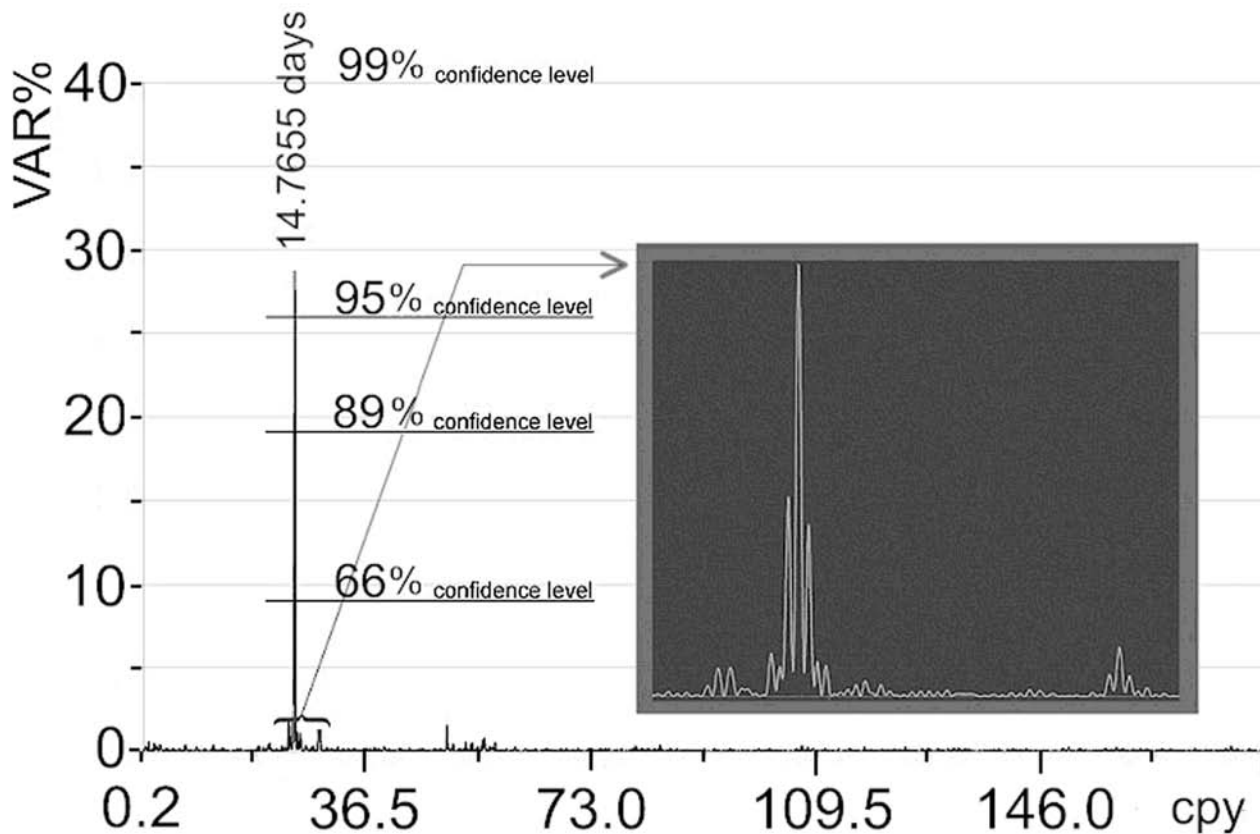 VAR%
14.7655 days
40
99% confidence level
30
95% confidence level
20
89% confidence level
10
66% confidence level
0
0.2 36.5 73.0 109.5 146.0 cpy